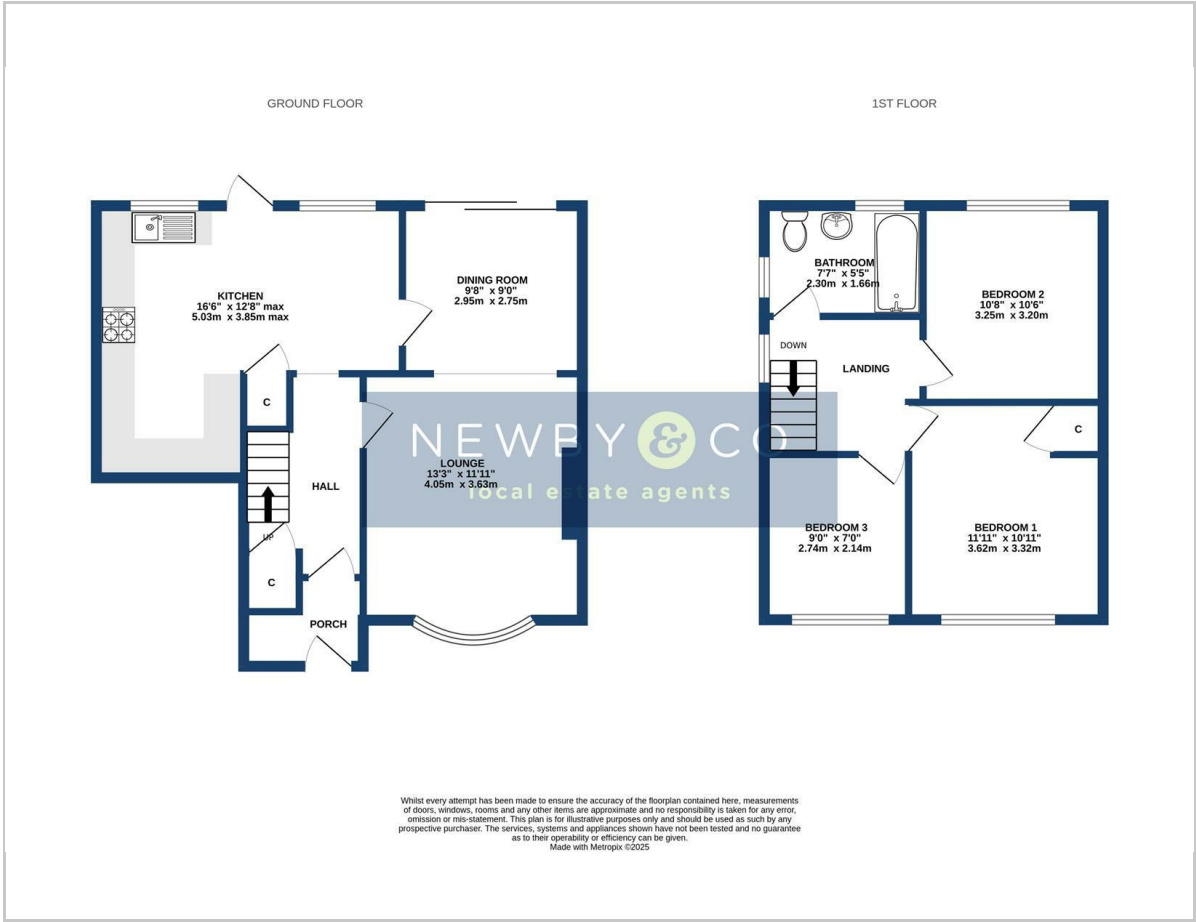 GROUND FLOOR
1ST FLOOR
KITCHEN
16'6" x 12'8" max
5.03m x 3.85m max
DINING ROOM
9'8" x 9'0"
2.95m x 2.75m
C
HALL
UP
C
PORCH
LOUNGE
13'3" x 11'11"
4.05m x 3.63m
BATHROOM
7'7" x 5'5"
2.30m x 1.66m
BEDROOM 2
10'8" x 10'6"
3.25m x 3.20m
DOWN
LANDING
C
BEDROOM 3
9'0" x 7'0"
2.74m x 2.14m
BEDROOM 1
11'11" x 10'11"
3.62m x 3.32m
NEWBY & CO
local estate agents
Whilst every attempt has been made to ensure the accuracy of the floorplan contained here, measurements
of doors, windows, rooms and any other items are approximate and no responsibility is taken for any error,
omission or mis-statement. This plan is for illustrative purposes only and should be used as such by any
prospective purchaser. The services, systems and appliances shown have not been tested and no guarantee
as to their operability or efficiency can be given.
Made with Metropix ©2025